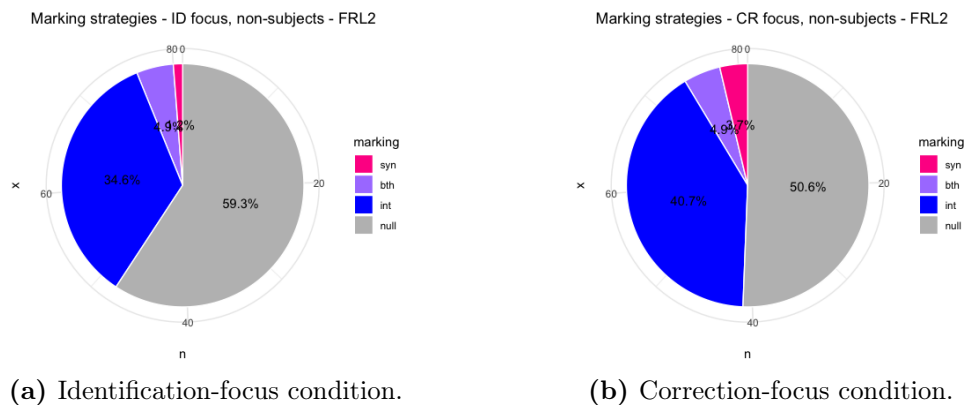 Marking strategies - ID focus, non-subjects - FRL2
80 0
4.9%
1.2%
34.6%
59.3%
20
60
40
x
n
marking
syn
bth
int
null
(a) Identification-focus condition.
Marking strategies - CR focus, non-subjects - FRL2
80 0
4.9%
3.7%
40.7%
50.6%
20
60
40
x
n
marking
syn
bth
int
null
(b) Correction-focus condition.